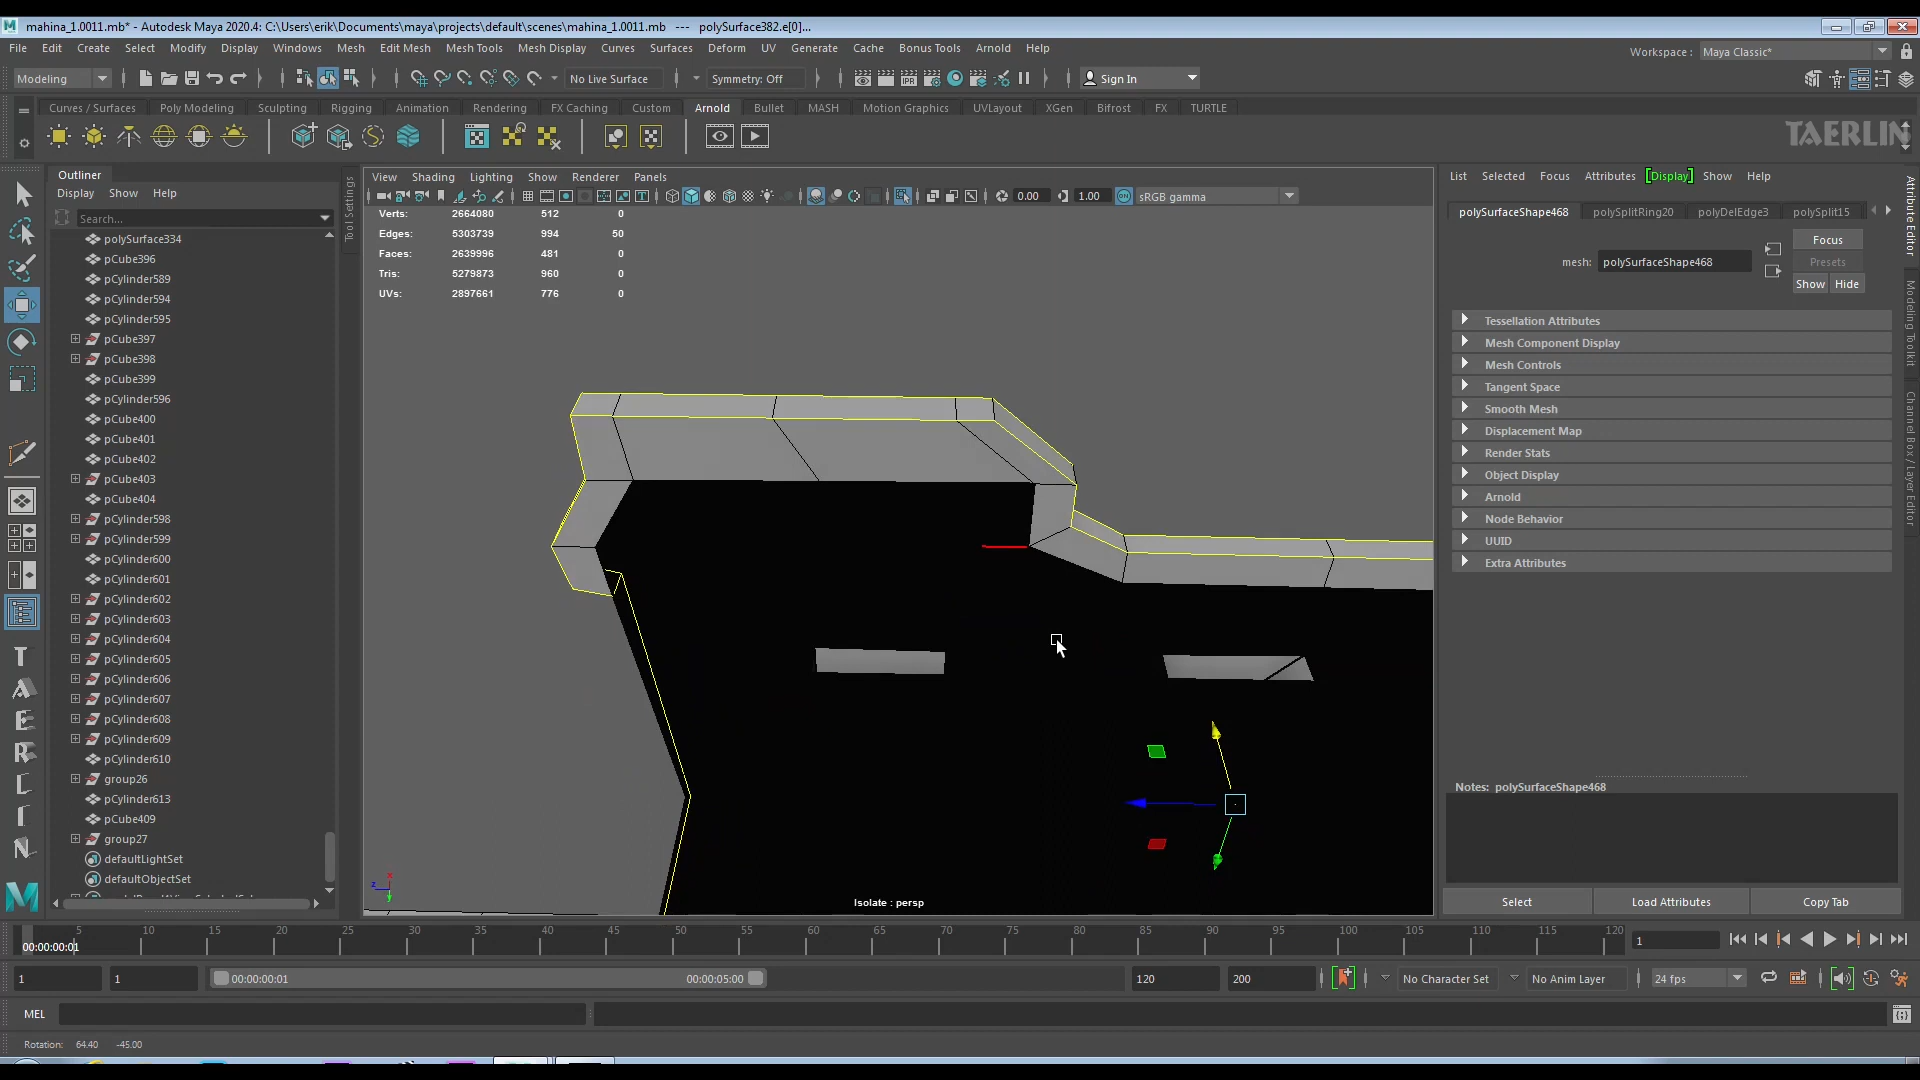 mahina_1.0011.mb* - Autodesk Maya 2020.4: C:\Users\erik\Documents\maya\projects\default\scenes\mahina_1.0011.mb   ---   polySurface382.e[0]...
File Edit Create Select Modify Display Windows Mesh Edit Mesh Mesh Tools Mesh Display Curves Surfaces Deform UV Generate Cache Bonus Tools Arnold Help
Workspace : Maya Classic*
Modeling
No Live Surface
Symmetry: Off
Sign In
Curves / Surfaces Poly Modeling Sculpting Rigging Animation Rendering FX Caching Custom Arnold Bullet MASH Motion Graphics UVLayout XGen Bifrost FX TURTLE
IPR
TAERLIN
Outliner
Display Show Help
Search...
polySurface334
pCube396
pCylinder589
pCylinder594
pCylinder595
pCube397
pCube398
pCube399
pCylinder596
pCube400
pCube401
pCube402
pCube403
pCube404
pCylinder598
pCylinder599
pCylinder600
pCylinder601
pCylinder602
pCylinder603
pCylinder604
pCylinder605
pCylinder606
pCylinder607
pCylinder608
pCylinder609
pCylinder610
group26
pCylinder613
pCube409
group27
defaultLightSet
defaultObjectSet
Tool Settings
View Shading Lighting Show Renderer Panels
0.00
1.00
sRGB gamma
Verts: 2664080 512 0
Edges: 5303739 994 50
Faces: 2639996 481 0
Tris: 5279873 960 0
UVs: 2897661 776 0
Isolate : persp
List Selected Focus Attributes [Display] Show Help
polySurfaceShape468 polySplitRing20 polyDelEdge3 polySplit15
mesh: polySurfaceShape468
Focus
Presets
Show Hide
Tessellation Attributes
Mesh Component Display
Mesh Controls
Tangent Space
Smooth Mesh
Displacement Map
Render Stats
Object Display
Arnold
Node Behavior
UUID
Extra Attributes
Notes: polySurfaceShape468
Select
Load Attributes
Copy Tab
Attribute Editor
Modeling Toolkit
Channel Box / Layer Editor
5 10 15 20 25 30 35 40 45 50 55 60 65 70 75 80 85 90 95 100 105 110 115 120
00:00:00:01
1
1
1
00:00:00:01
00:00:05:00
120
200
No Character Set
No Anim Layer
24 fps
MEL
Rotation: 64.40 -45.00